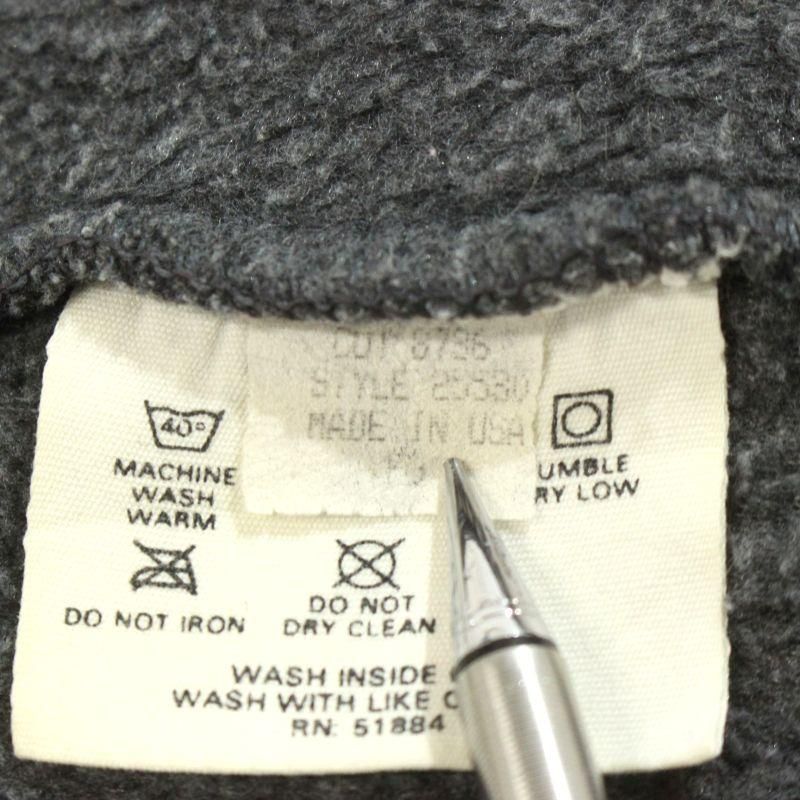 CUT 8796
STYLE 25530
MADE IN USA
40°
MACHINE
WASH
WARM
UMBLE
RY LOW
DO NOT IRON
DO NOT
DRY CLEAN
WASH INSIDE
WASH WITH LIKE C
RN: 51884